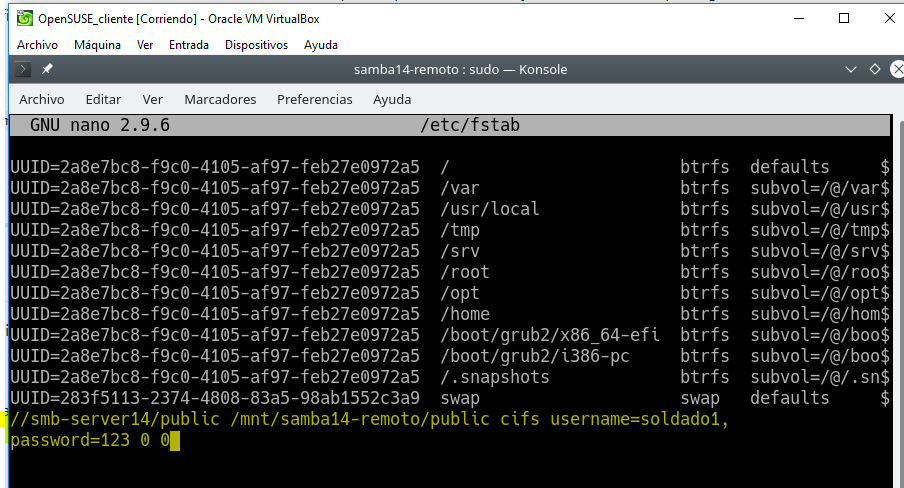 OpenSUSE_cliente [Corriendo] - Oracle VM VirtualBox
Archivo Máquina Ver Entrada Dispositivos Ayuda
samba14-remoto : sudo — Konsole
Archivo Editar Ver Marcadores Preferencias Ayuda
GNU nano 2.9.6 /etc/fstab
UUID=2a8e7bc8-f9c0-4105-af97-feb27e0972a5 / btrfs defaults $
UUID=2a8e7bc8-f9c0-4105-af97-feb27e0972a5 /var btrfs subvol=/@/var$
UUID=2a8e7bc8-f9c0-4105-af97-feb27e0972a5 /usr/local btrfs subvol=/@/usr$
UUID=2a8e7bc8-f9c0-4105-af97-feb27e0972a5 /tmp btrfs subvol=/@/tmp$
UUID=2a8e7bc8-f9c0-4105-af97-feb27e0972a5 /srv btrfs subvol=/@/srv$
UUID=2a8e7bc8-f9c0-4105-af97-feb27e0972a5 /root btrfs subvol=/@/roo$
UUID=2a8e7bc8-f9c0-4105-af97-feb27e0972a5 /opt btrfs subvol=/@/opt$
UUID=2a8e7bc8-f9c0-4105-af97-feb27e0972a5 /home btrfs subvol=/@/hom$
UUID=2a8e7bc8-f9c0-4105-af97-feb27e0972a5 /boot/grub2/x86_64-efi btrfs subvol=/@/boo$
UUID=2a8e7bc8-f9c0-4105-af97-feb27e0972a5 /boot/grub2/i386-pc btrfs subvol=/@/boo$
UUID=2a8e7bc8-f9c0-4105-af97-feb27e0972a5 /.snapshots btrfs subvol=/@/.sn$
UUID=283f5113-2374-4808-83a5-98ab1552c3a9 swap swap defaults $
//smb-server14/public /mnt/samba14-remoto/public cifs username=soldado1,
password=123 0 0